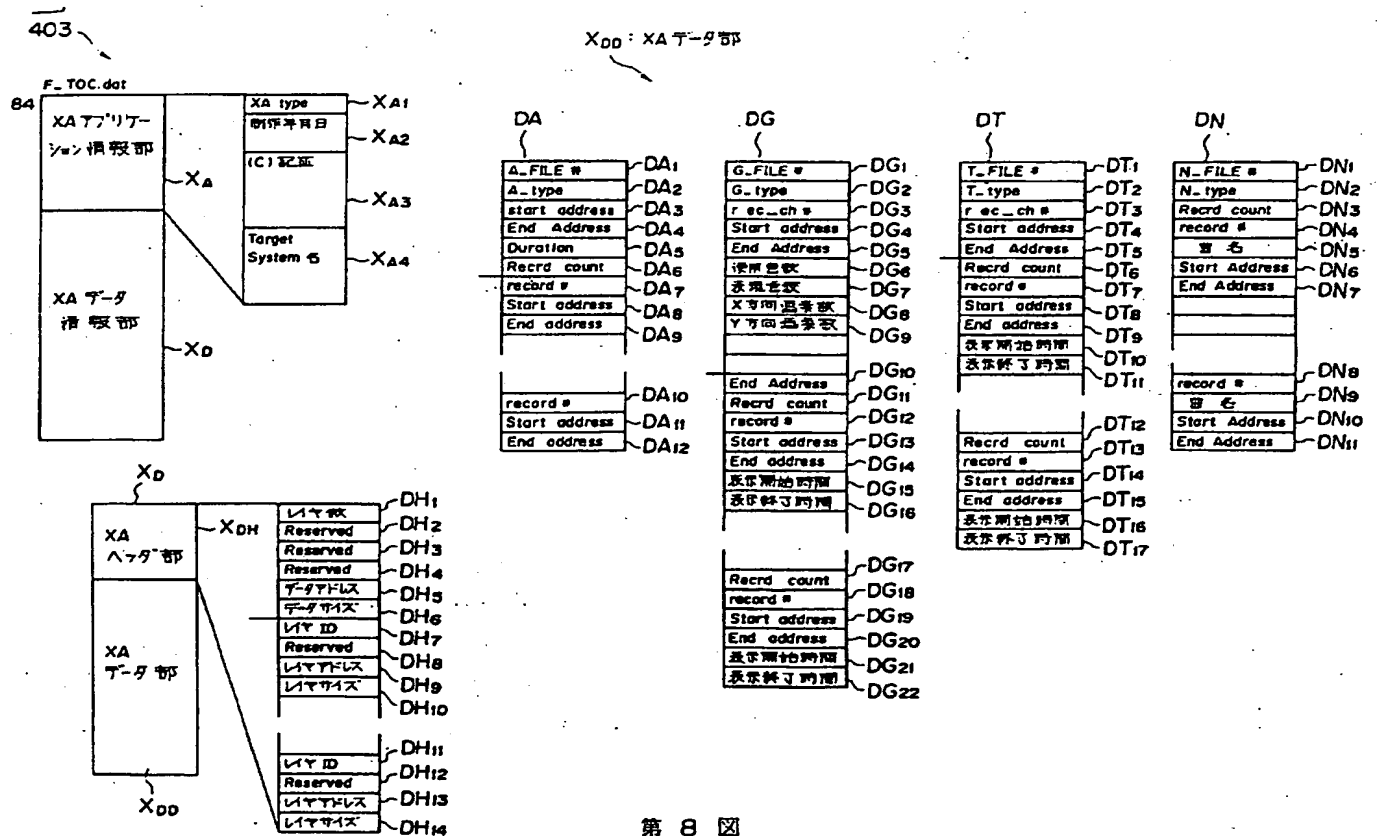 403
F_TOC.dat
84
XAアプリケー
ション情報部
XA
XAデータ
情報部
XD
XA type
制作年月日
(C)記証
Target
System名
XA1
XA2
XA3
XA4
XDD:XAデータ部
DA
A_FILE #
A_type
start address
End Address
Duration
Recrd count
record #
Start address
End address
record #
Start address
End address
DA1
DA2
DA3
DA4
DA5
DA6
DA7
DA8
DA9
DA10
DA11
DA12
DG
G_FILE #
G_type
r ec_ch #
Start address
End Address
使用色数
表現色数
X方向画素数
Y方向画素数
End Address
Recrd count
record #
Start address
End address
表示開始時間
表示終了時間
Recrd count
record #
Start address
End address
表示開始時間
表示終了時間
DG1
DG2
DG3
DG4
DG5
DG6
DG7
DG8
DG9
DG10
DG11
DG12
DG13
DG14
DG15
DG16
DG17
DG18
DG19
DG20
DG21
DG22
DT
T_FILE #
T_type
r ec_ch #
Start address
End Address
Recrd count
record #
Start address
End address
表示開始時間
表示終了時間
Recrd count
record #
Start address
End address
表示開始時間
表示終了時間
DT1
DT2
DT3
DT4
DT5
DT6
DT7
DT8
DT9
DT10
DT11
DT12
DT13
DT14
DT15
DT16
DT17
DN
N_FILE #
N_type
Recrd count
record #
名
Start Address
End Address
record #
名
Start Address
End Address
DN1
DN2
DN3
DN4
DN5
DN6
DN7
DN8
DN9
DN10
DN11
XD
XA
ヘッダ部
XDH
XA
データ部
XDD
レイヤ数
Reserved
Reserved
Reserved
データアドレス
データサイズ
レイヤID
Reserved
レイヤアドレス
レイヤサイズ
レイヤID
Reserved
レイヤアドレス
レイヤサイズ
DH1
DH2
DH3
DH4
DH5
DH6
DH7
DH8
DH9
DH10
DH11
DH12
DH13
DH14
第8図